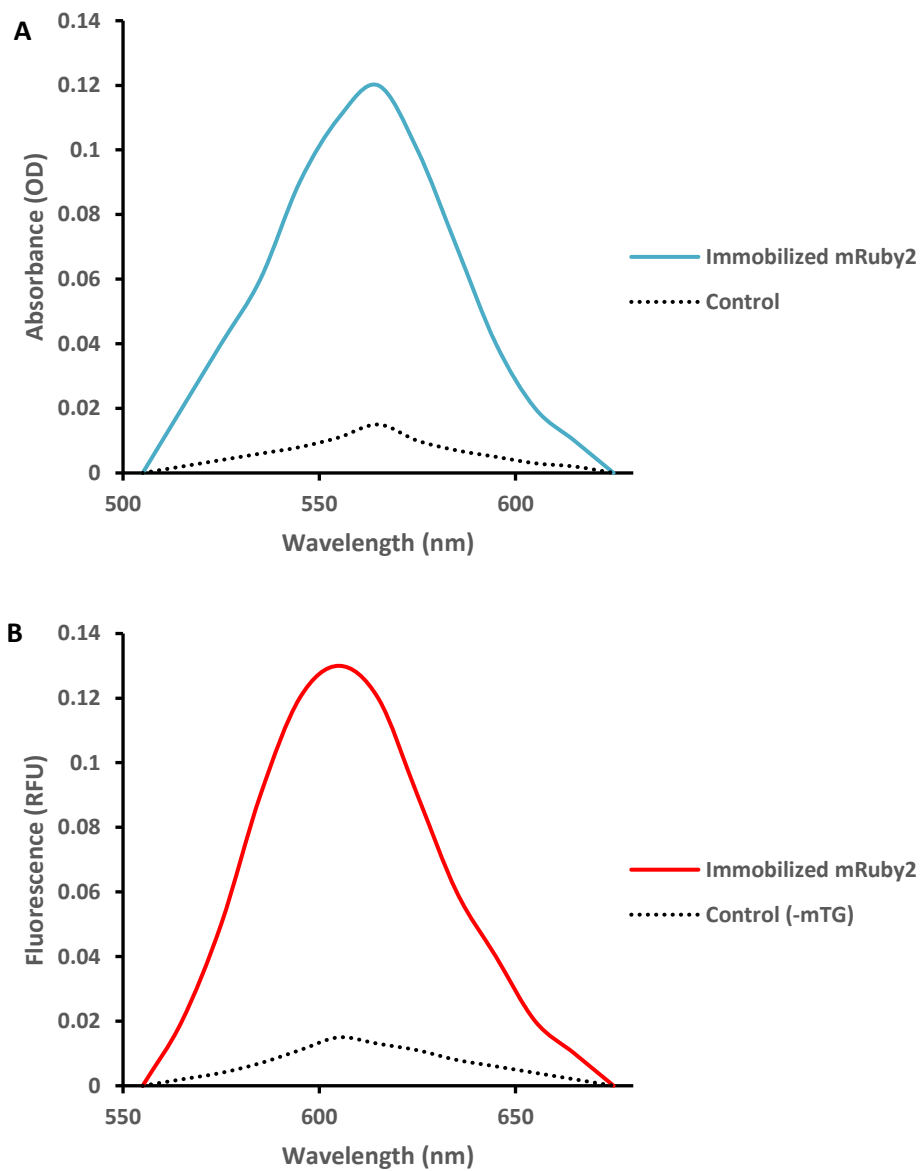 A
0.14
0.12
0.1
0.08
0.06
0.04
0.02
0
Absorbance (OD)
500
550
600
Wavelength (nm)
Immobilized mRuby2
Control
B
0.14
0.12
0.1
0.08
0.06
0.04
0.02
0
Fluorescence (RFU)
550
600
650
Wavelength (nm)
Immobilized mRuby2
Control (-mTG)